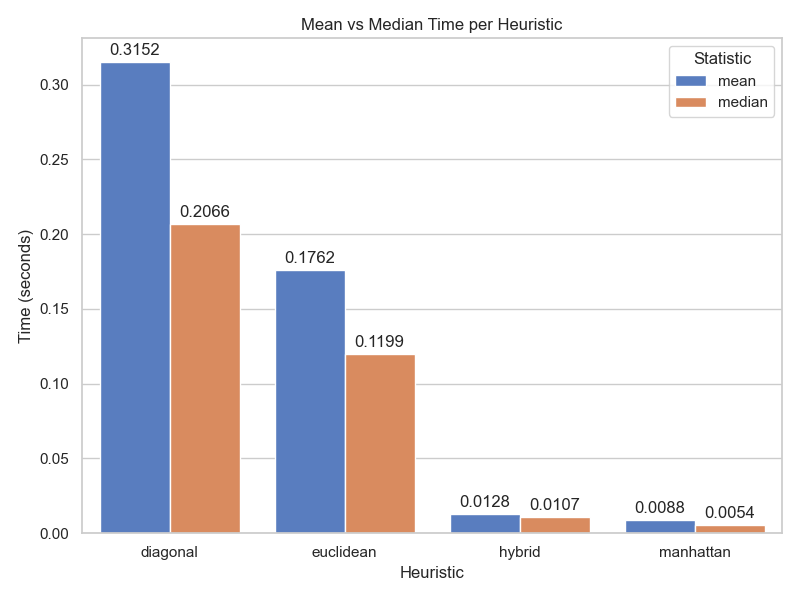 Mean vs Median Time per Heuristic
0.3152
0.2066
0.1762
0.1199
0.0128
0.0107
0.0088
0.0054
Statistic
mean
median
Time (seconds)
0.30
0.25
0.20
0.15
0.10
0.05
0.00
diagonal
euclidean
hybrid
manhattan
Heuristic